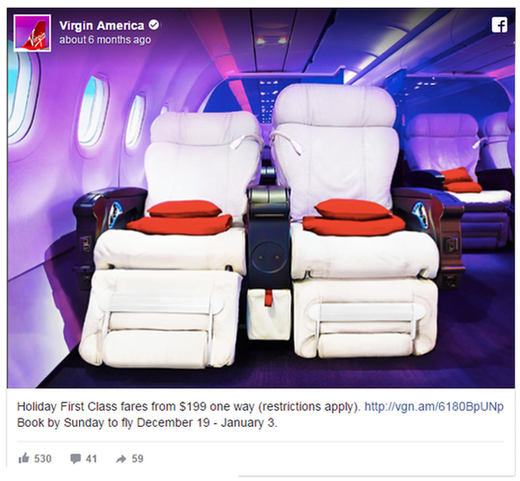 Virgin America
about 6 months ago
Holiday First Class fares from $199 one way (restrictions apply). http://vgn.am/6180BpUNp
Book by Sunday to fly December 19 - January 3.
530 41 59